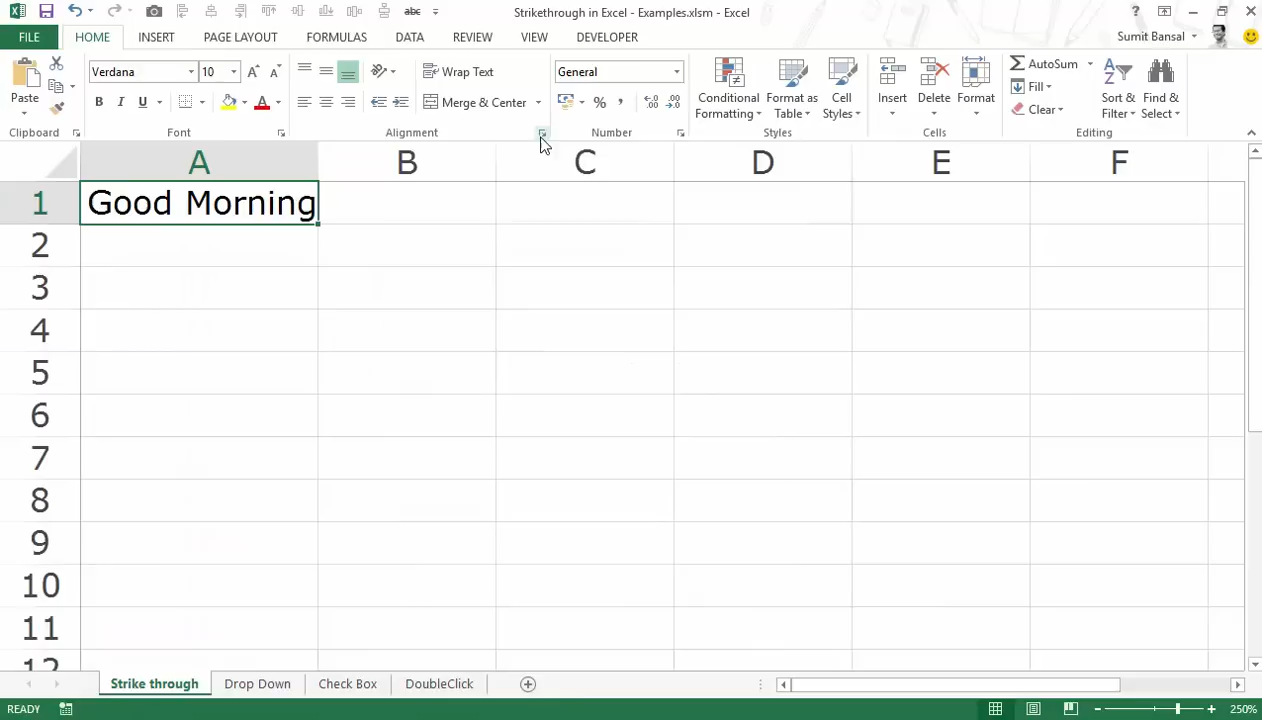 abc
Strikethrough in Excel - Examples.xlsm - Excel
?
FILE HOME INSERT PAGE LAYOUT FORMULAS DATA REVIEW VIEW DEVELOPER Sumit Bansal
Verdana 10 A A Wrap Text General AutoSum
Fill
Clear
B I U A Merge & Center % ,
Paste
Conditional Formatting
Format as Table
Cell Styles
Insert Delete Format
Sort & Filter
Find & Select
Clipboard Font Alignment Number Styles Cells Editing
A B C D E F
1 Good Morning
2
3
4
5
6
7
8
9
10
11
12
Strike through Drop Down Check Box DoubleClick
READY 250%